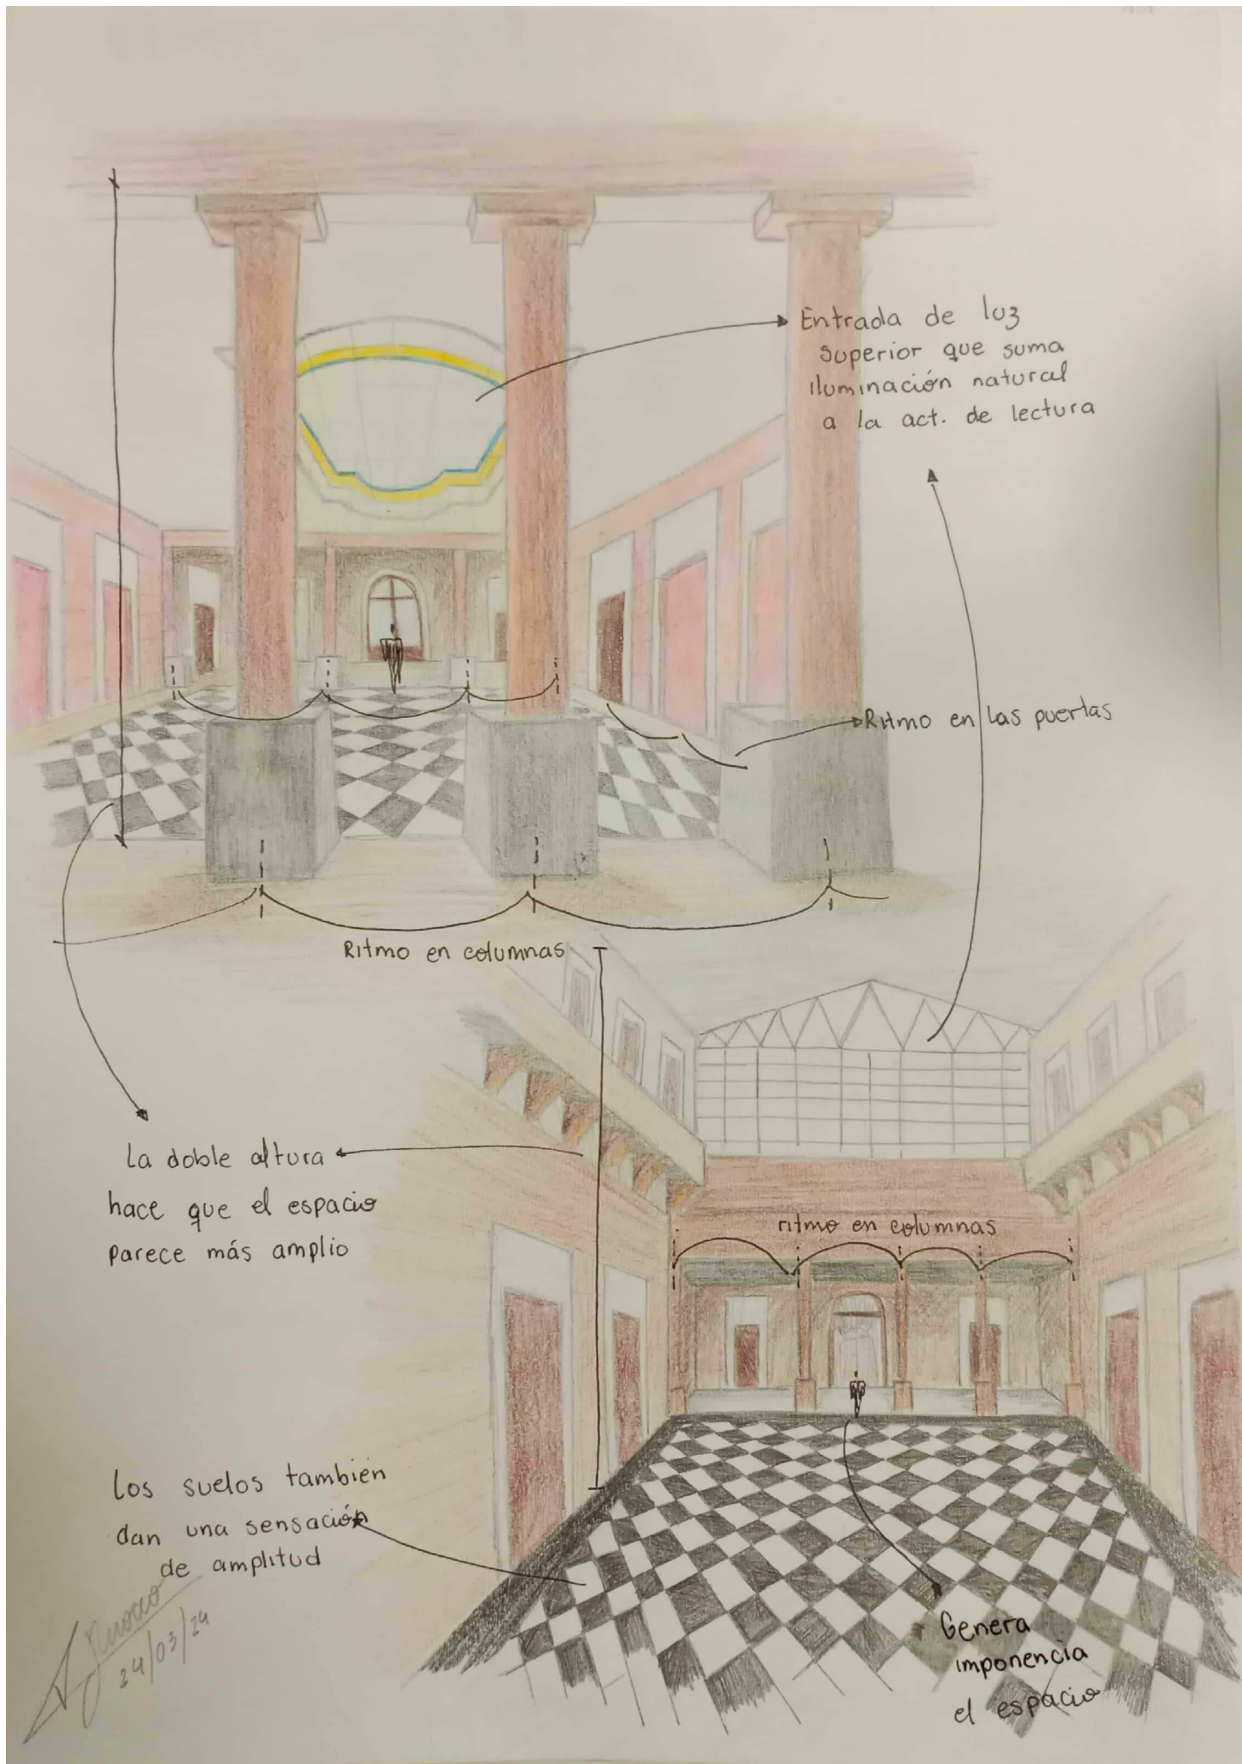 Entrada de luz
superior que suma
iluminación natural
a la act. de lectura
Ritmo en las puertas
Ritmo en columnas
La doble altura
hace que el espacio
parece más amplio
ritmo en columnas
Los suelos también
dan una sensación
de amplitud
24/03/24
Genera
imponencia
el espacio